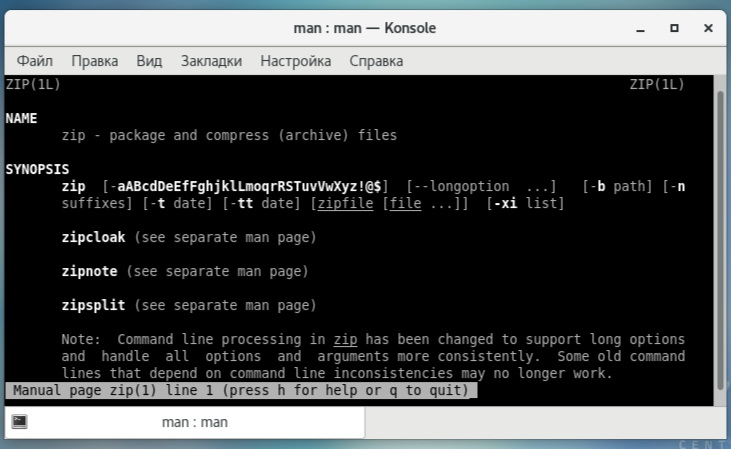 man : man — Konsole
Файл Правка Вид Закладки Настройка Справка
ZIP(1L) ZIP(1L)
NAME
zip - package and compress (archive) files
SYNOPSIS
zip [-aABcdDeEfFghjklLmoqrRSTuvVwXyz!@$] [--longoption ...] [-b path] [-n
suffixes] [-t date] [-tt date] [zipfile [file ...]] [-xi list]
zipcloak (see separate man page)
zipnote (see separate man page)
zipsplit (see separate man page)
Note: Command line processing in zip has been changed to support long options
and handle all options and arguments more consistently. Some old command
lines that depend on command line inconsistencies may no longer work.
Manual page zip(1) line 1 (press h for help or q to quit)
man : man
CENT